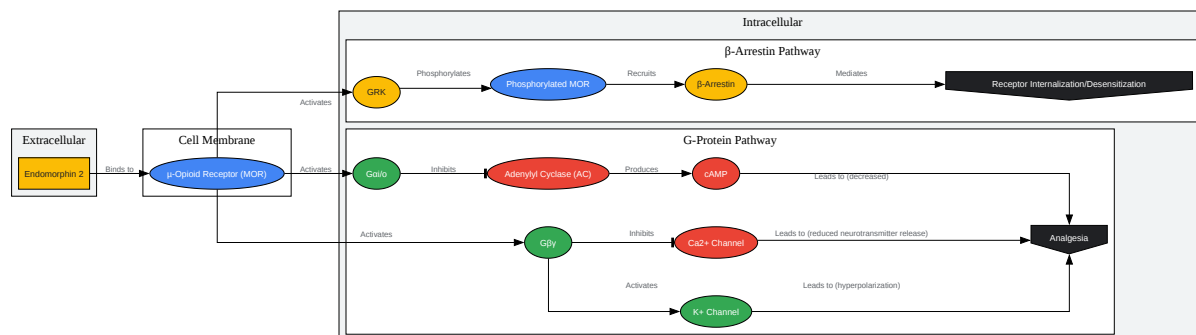 Intracellular
β-Arrestin Pathway
Phosphorylates
Recruits
Mediates
GRK
Phosphorylated MOR
β-Arrestin
Receptor Internalization/Desensitization
Activates
Extracellular
Cell Membrane
G-Protein Pathway
Endomorphin 2
Binds to
μ-Opioid Receptor (MOR)
Activates
Gαi/o
Inhibits
Adenylyl Cyclase (AC)
Produces
cAMP
Leads to (decreased)
Activates
Gβγ
Inhibits
Ca2+ Channel
Leads to (reduced neurotransmitter release)
Analgesia
Activates
K+ Channel
Leads to (hyperpolarization)